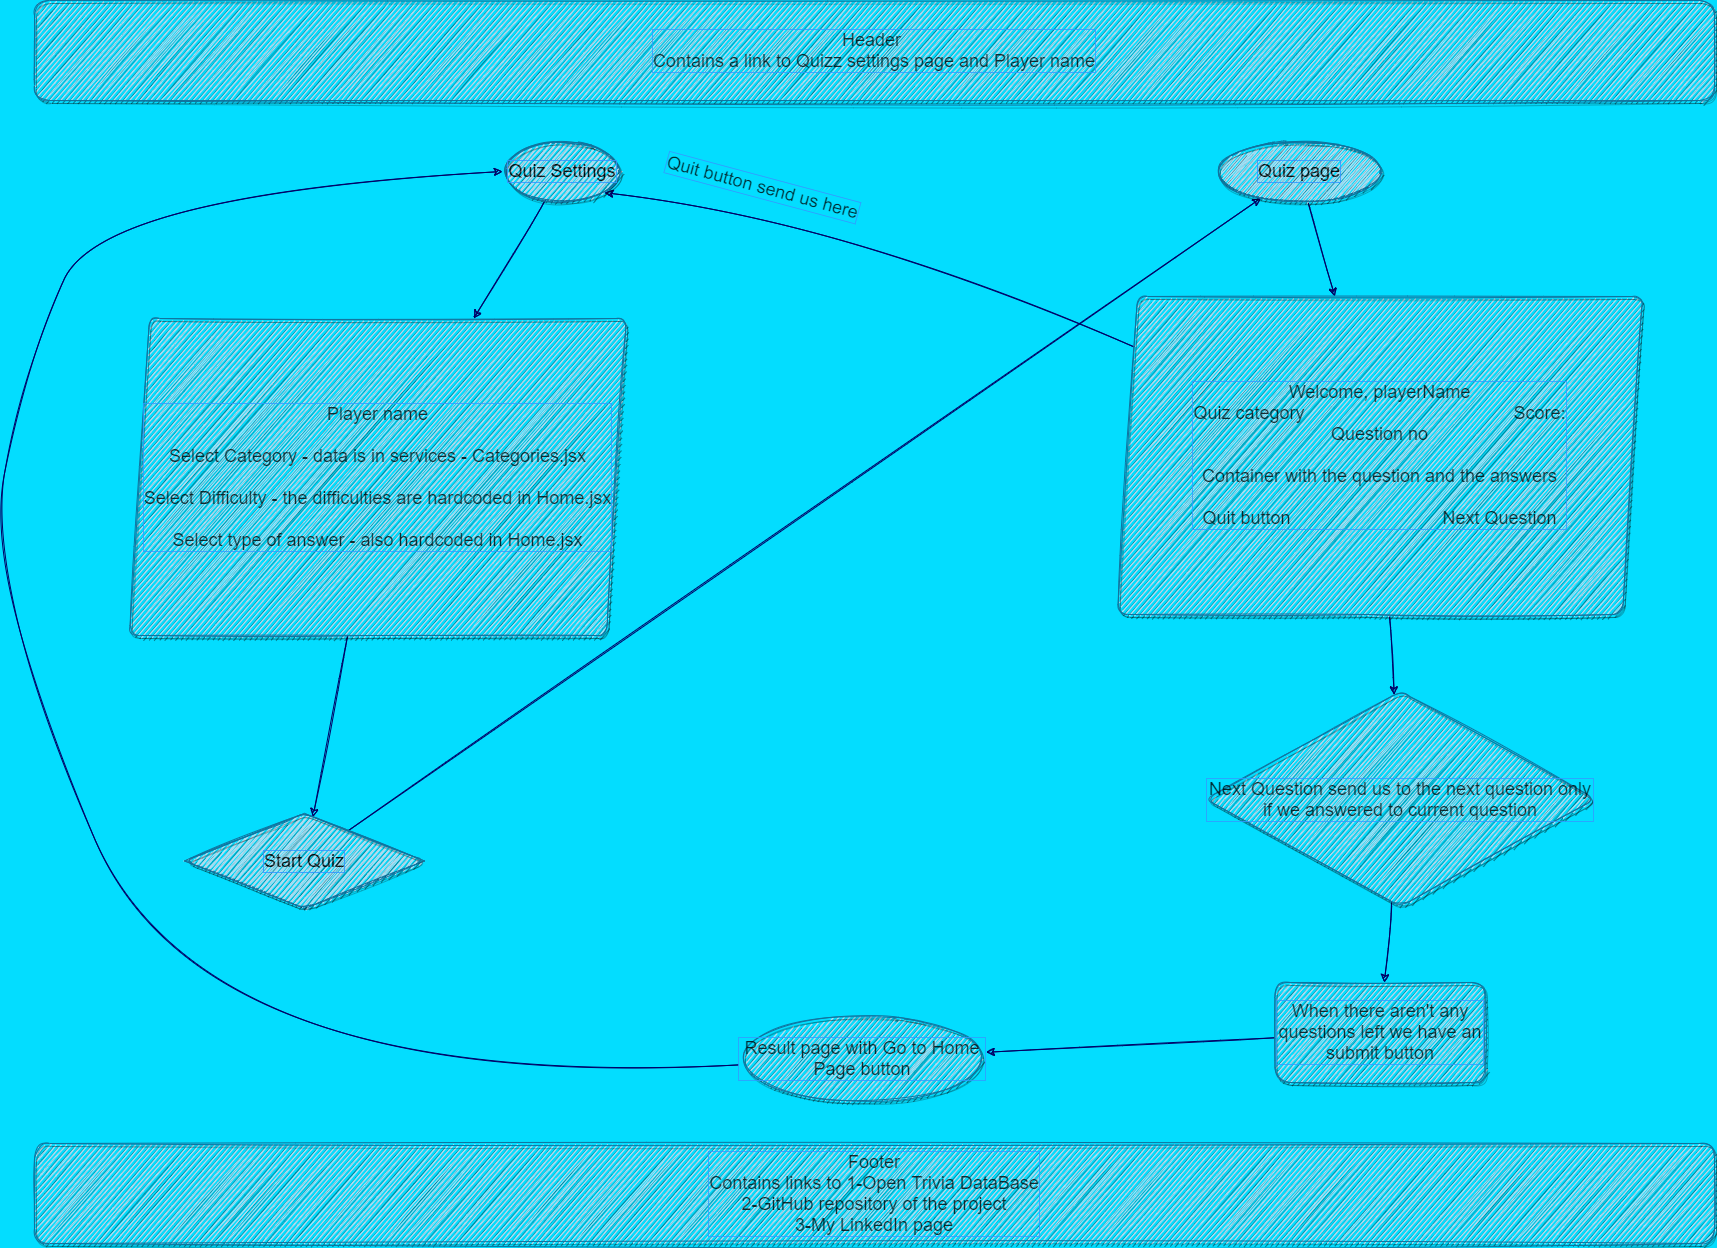 Header
Contains a link to Quizz settings page and Player name
Quiz Settings
Quit button send us here
Quiz page
Player name
Select Category - data is in services - Categories.jsx
Select Difficulty - the difficulties are hardcoded in Home.jsx
Select type of answer - also hardcoded in Home.jsx
Welcome, playerName
Quiz category Score:
Question no
Container with the question and the answers
Quit button Next Question
Start Quiz
Next Question send us to the next question only
if we answered to current question
When there aren't any
questions left we have an
submit button
Result page with Go to Home
Page button
Footer
Contains links to 1-Open Trivia DataBase
2-GitHub repository of the project
3-My LinkedIn page